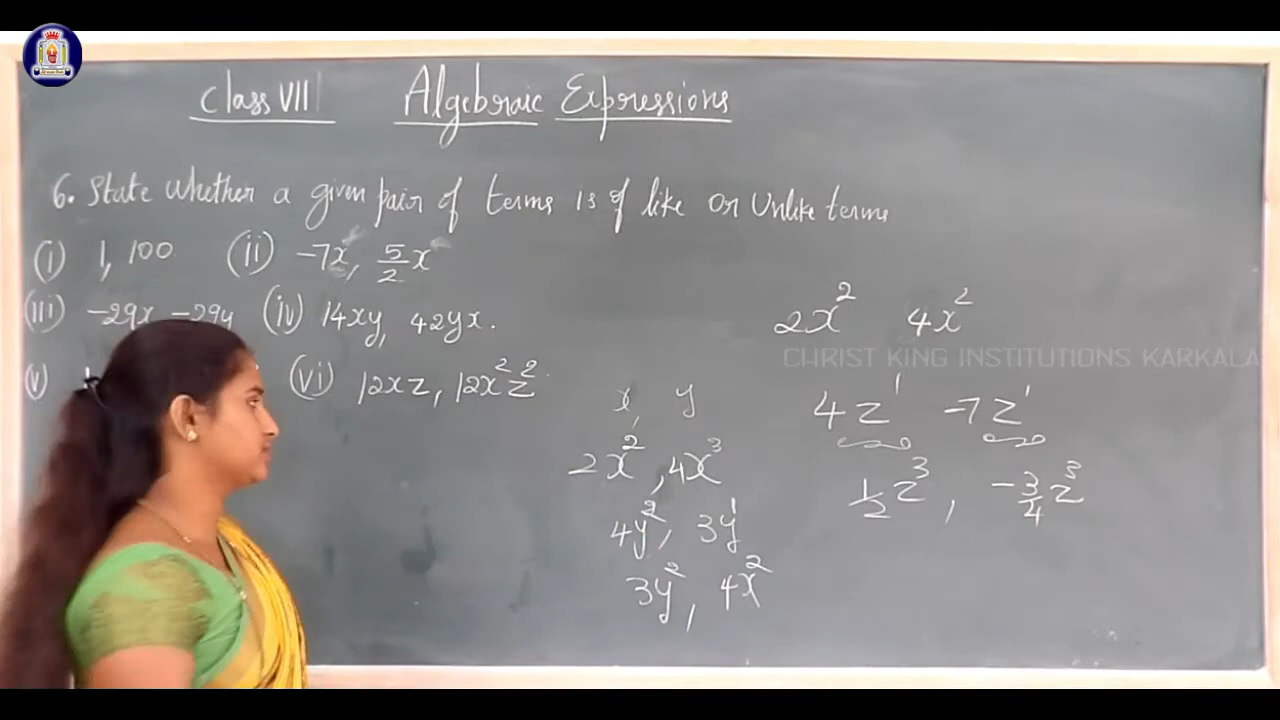 Class VII Algebraic Expressions
6. State whether a given pair of terms is of like or Unlike terms
(i) 1, 100 (ii) -7x, 5/2 x
(iii) -29x, -29y (iv) 14xy, 42yx.
(v) (vi) 12xz, 12x²z²
2x² 4x²
CHRIST KING INSTITUTIONS KARKALA
x, y
4z¹ -7z¹
2x², 4x³
1/2 z³, -3/4 z³
4y², 3y¹
3y², 4x²